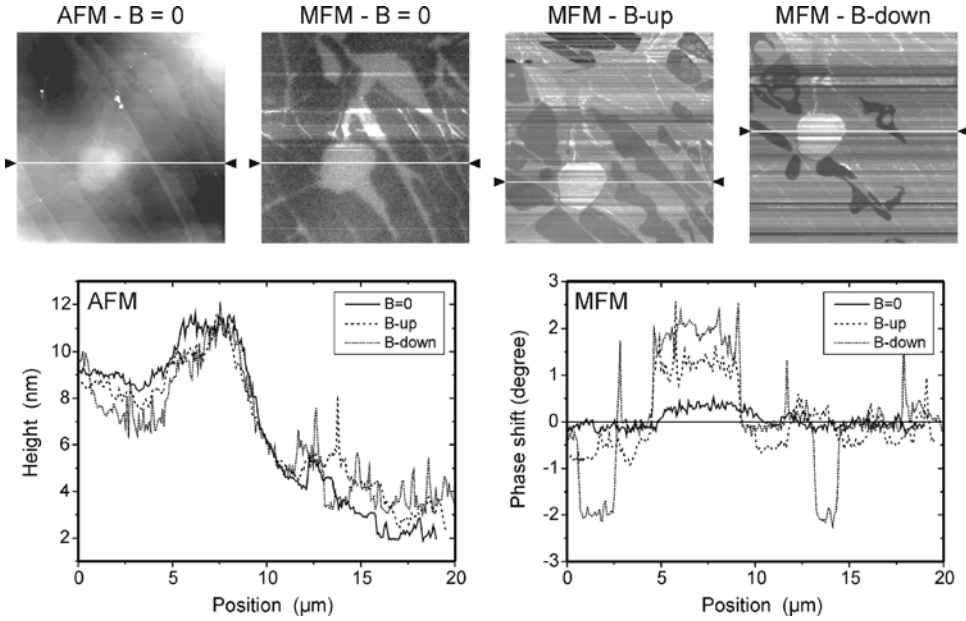 AFM - B = 0
MFM - B = 0
MFM - B-up
MFM - B-down
AFM
B=0
B-up
B-down
12
10
8
6
4
2
Height (nm)
0
5
10
15
20
Position (μm)
MFM
B=0
B-up
B-down
3
2
1
0
-1
-2
-3
Phase shift (degree)
0
5
10
15
20
Position (μm)